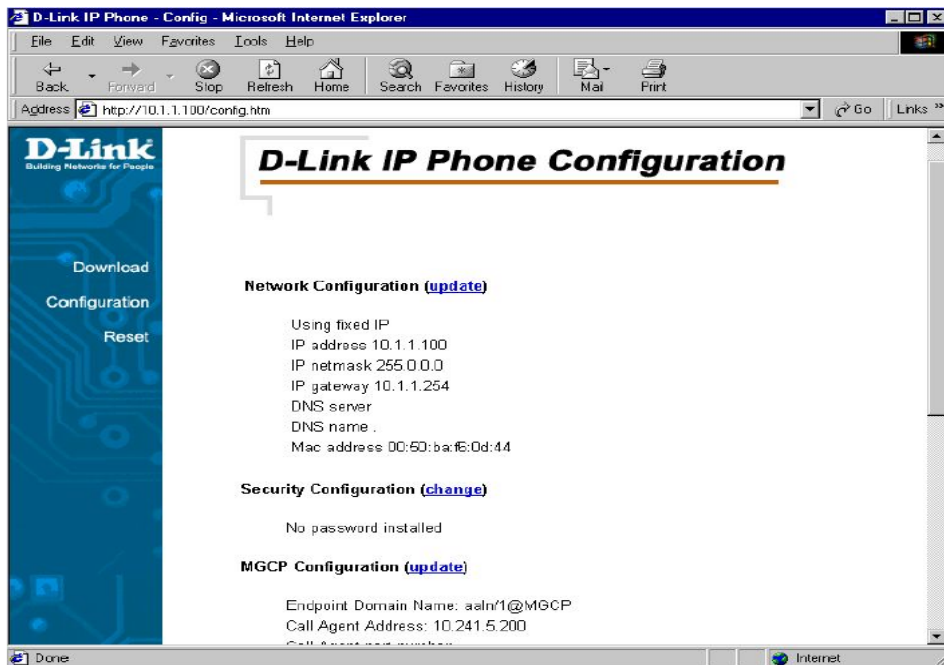 D-Link IP Phone - Config - Microsoft Internet Explorer
File Edit View Favorites Tools Help
Back Forward Stop Refresh Home Search Favorites History Mail Print
Address http://10.1.1.100/config.htm Go Links »
D-Link
Building Networks for People
D-Link IP Phone Configuration
Download
Configuration
Reset
Network Configuration (update)
Using fixed IP
IP address 10.1.1.100
IP netmask 255.0.0.0
IP gateway 10.1.1.254
DNS server
DNS name .
Mac address 00:50:ba:f6:0d:44
Security Configuration (change)
No password installed
MGCP Configuration (update)
Endpoint Domain Name: aaln/1@MGCP
Call Agent Address: 10.241.5.200
Call Agent port number
Done Internet